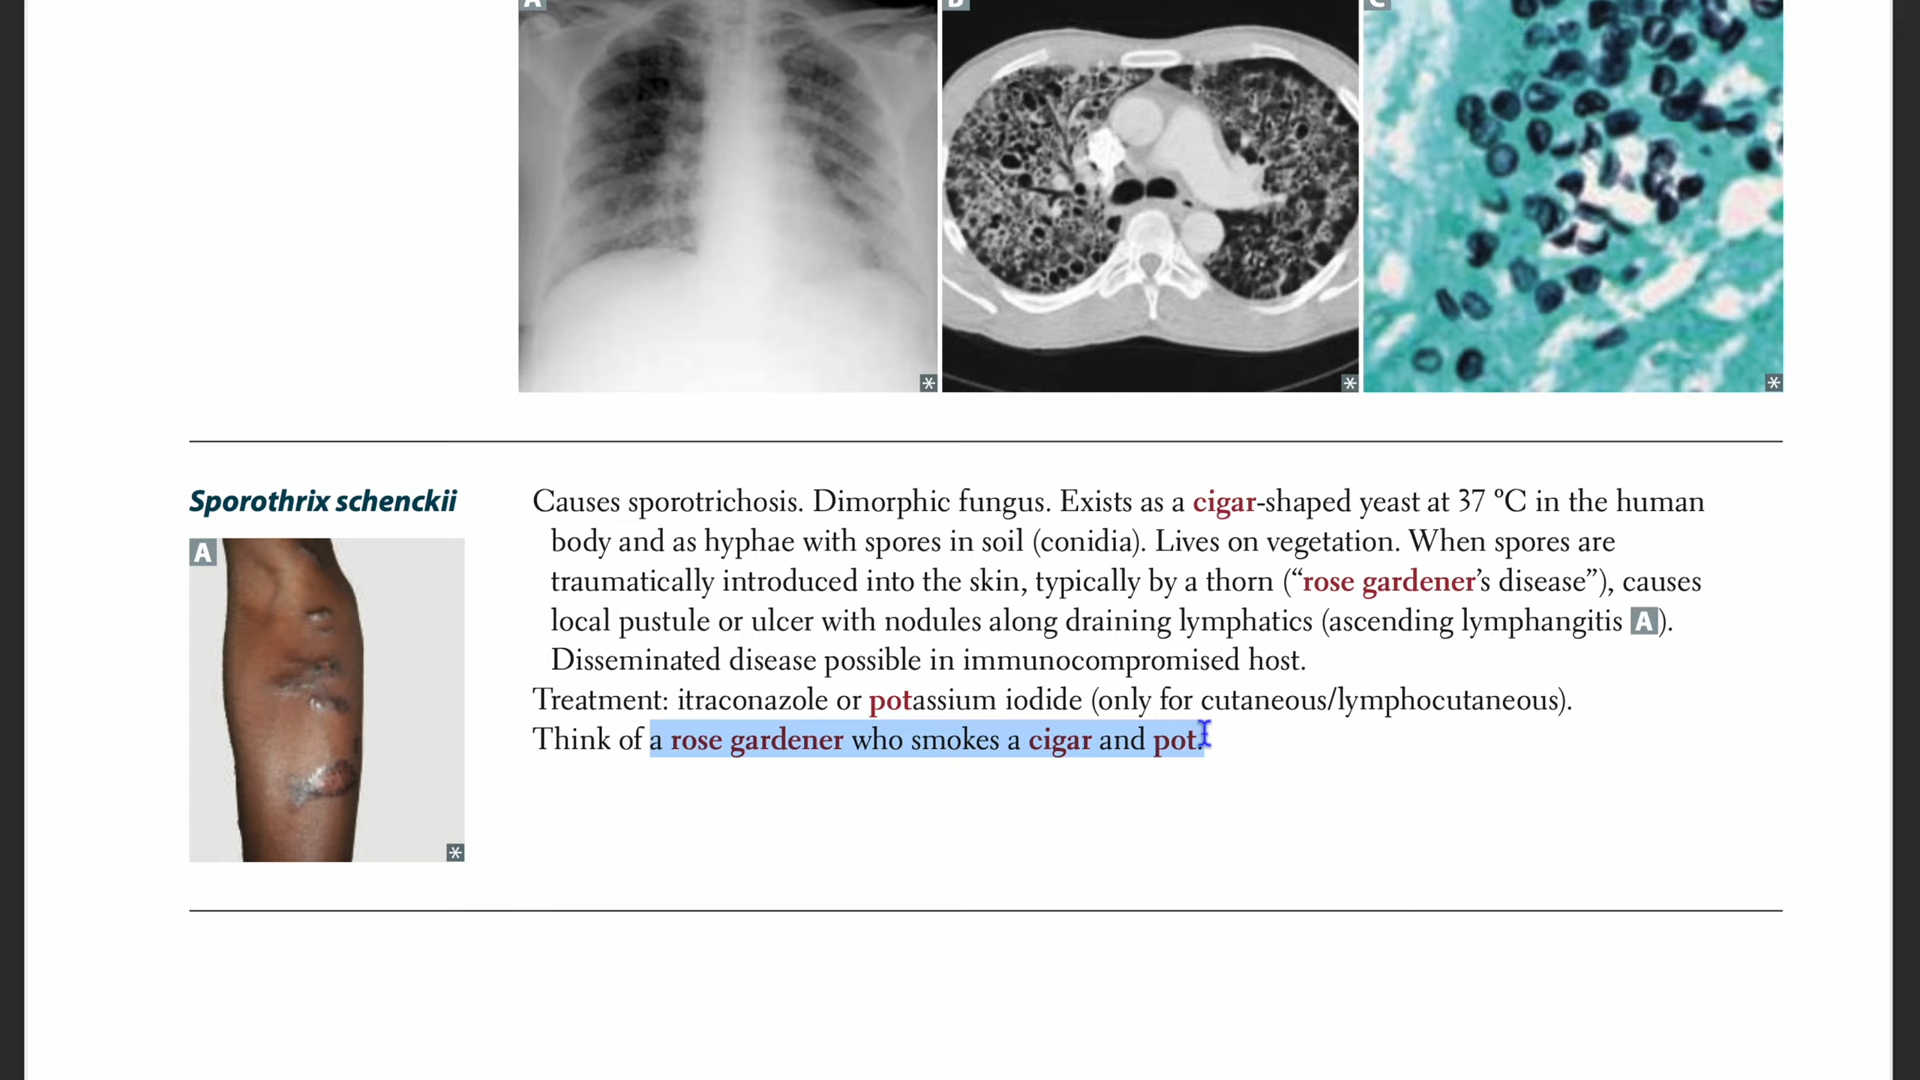 A B C
* * *
Sporothrix schenckii
A
*
Causes sporotrichosis. Dimorphic fungus. Exists as a cigar-shaped yeast at 37 ºC in the human
body and as hyphae with spores in soil (conidia). Lives on vegetation. When spores are
traumatically introduced into the skin, typically by a thorn (“rose gardener’s disease”), causes
local pustule or ulcer with nodules along draining lymphatics (ascending lymphangitis A).
Disseminated disease possible in immunocompromised host.
Treatment: itraconazole or potassium iodide (only for cutaneous/lymphocutaneous).
Think of a rose gardener who smokes a cigar and pot.